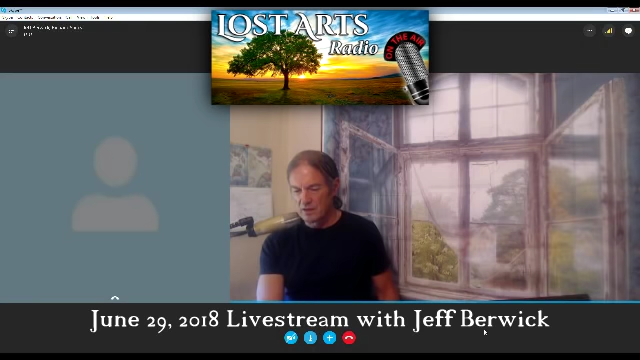 LOST ARTS
Radio
ON THE AIR
June 29, 2018 Livestream with Jeff Berwick